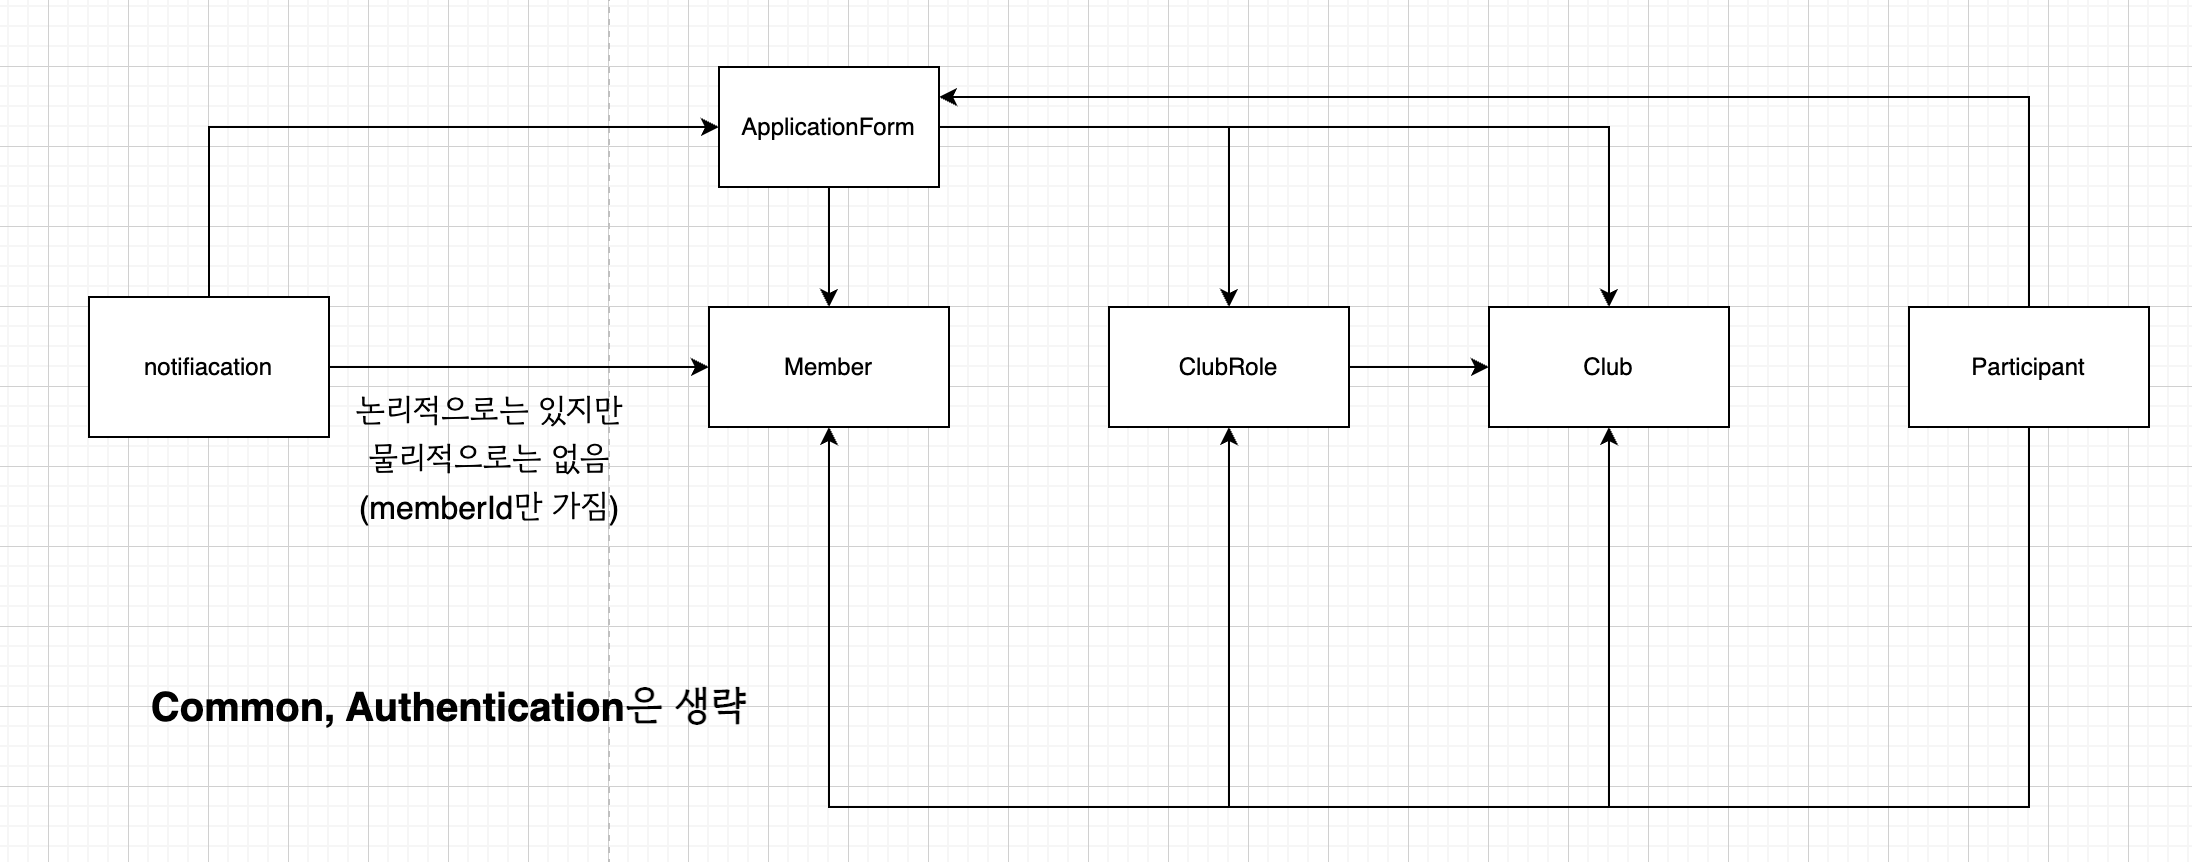 ApplicationForm
notifiacation
Member
ClubRole
Club
Participant
논리적으로는 있지만
물리적으로는 없음
(memberId만 가짐)
Common, Authentication은 생략